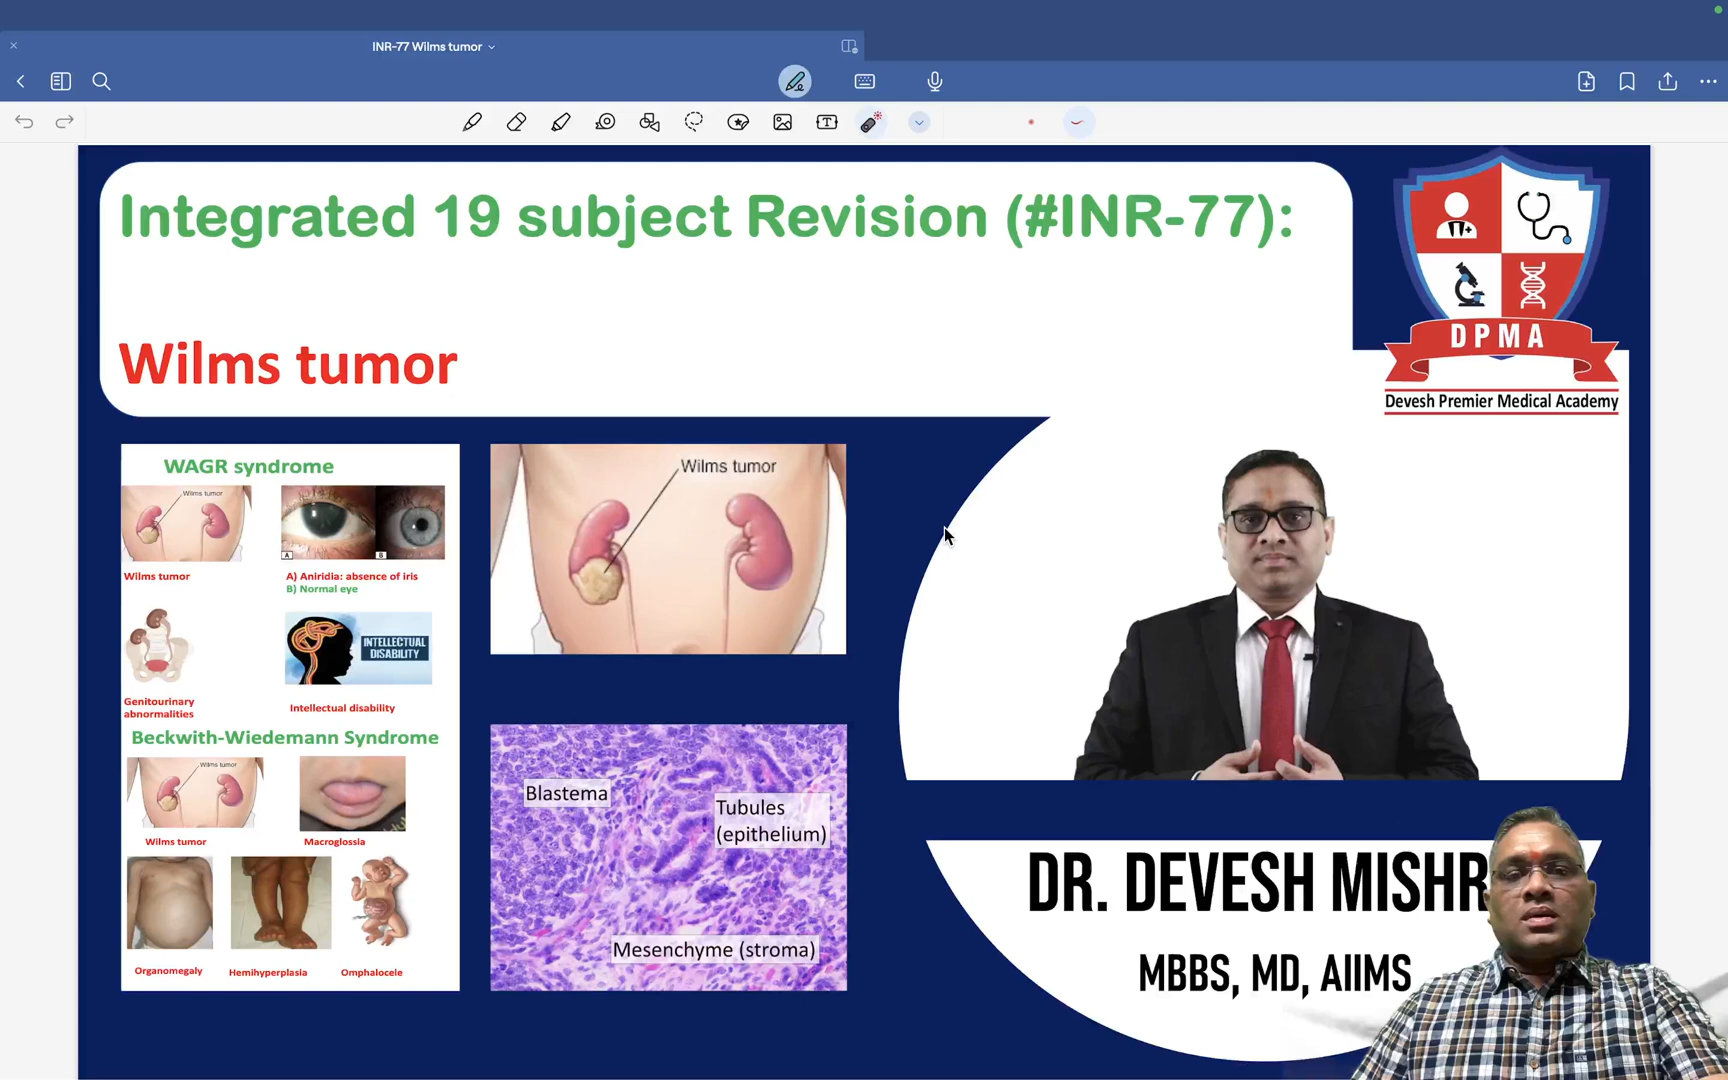 INR-77 Wilms tumor
Integrated 19 subject Revision (#INR-77):
Wilms tumor
DPMA
Devesh Premier Medical Academy
WAGR syndrome
Wilms tumor
A
B
Wilms tumor
A) Aniridia: absence of iris
B) Normal eye
INTELLECTUAL
DISABILITY
Genitourinary
abnormalities
Intellectual disability
Beckwith-Wiedemann Syndrome
Wilms tumor
Wilms tumor
Macroglossia
Organomegaly
Hemihyperplasia
Omphalocele
Wilms tumor
Blastema
Tubules
(epithelium)
Mesenchyme (stroma)
DR. DEVESH MISHR
MBBS, MD, AIIMS